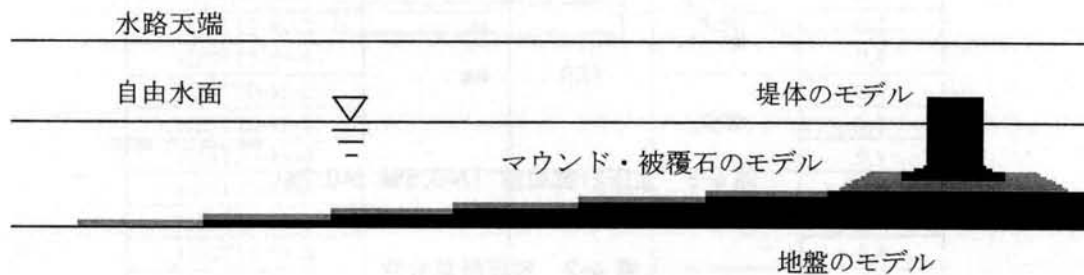 水路天端
自由水面
堤体のモデル
マウンド・被覆石のモデル
地盤のモデル